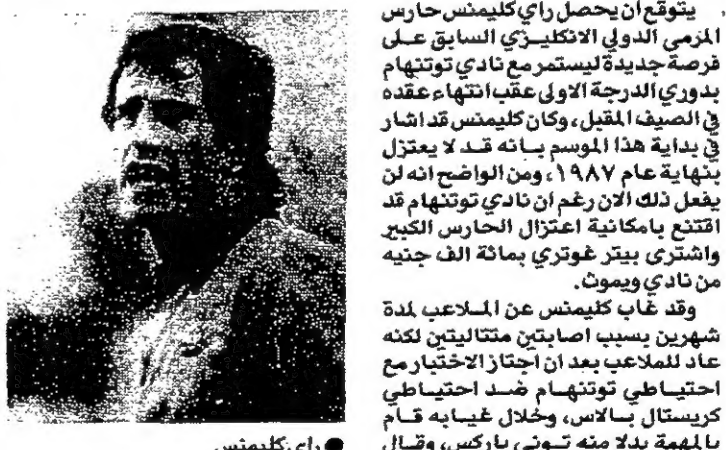 يتوقع ان يحصل راي كليمنس حارس
المرمى الدولي الانكليزي السابق على
فرصة جديدة ليستمر مع نادي توتنهام
بدوري الدرجة الاولى عقب انتهاء عقده
في الصيف المقبل، وكان كليمنس قد اشار
في بداية هذا الموسم بانه قد لا يعتزل
بنهاية عام ١٩٨٧، ومن الواضح انه لن
يفعل ذلك الان رغم ان نادي توتنهام قد
اقتنع بامكانية اعتزال الحارس الكبير
واشترى بيتر غوتري بمائة الف جنيه
من نادي ويموث.
وقد غاب كليمنس عن الملاعب لمدة
شهرين بسبب اصابتين متتاليتين لكنه
عاد للملاعب بعد ان اجتاز الاختبار مع
احتياطي توتنهام ضد احتياطي
كريستال بالاس، وخلال غيابه قام
بالمهمة بدلا منه توني باركس، وقال
● راي كليمنس